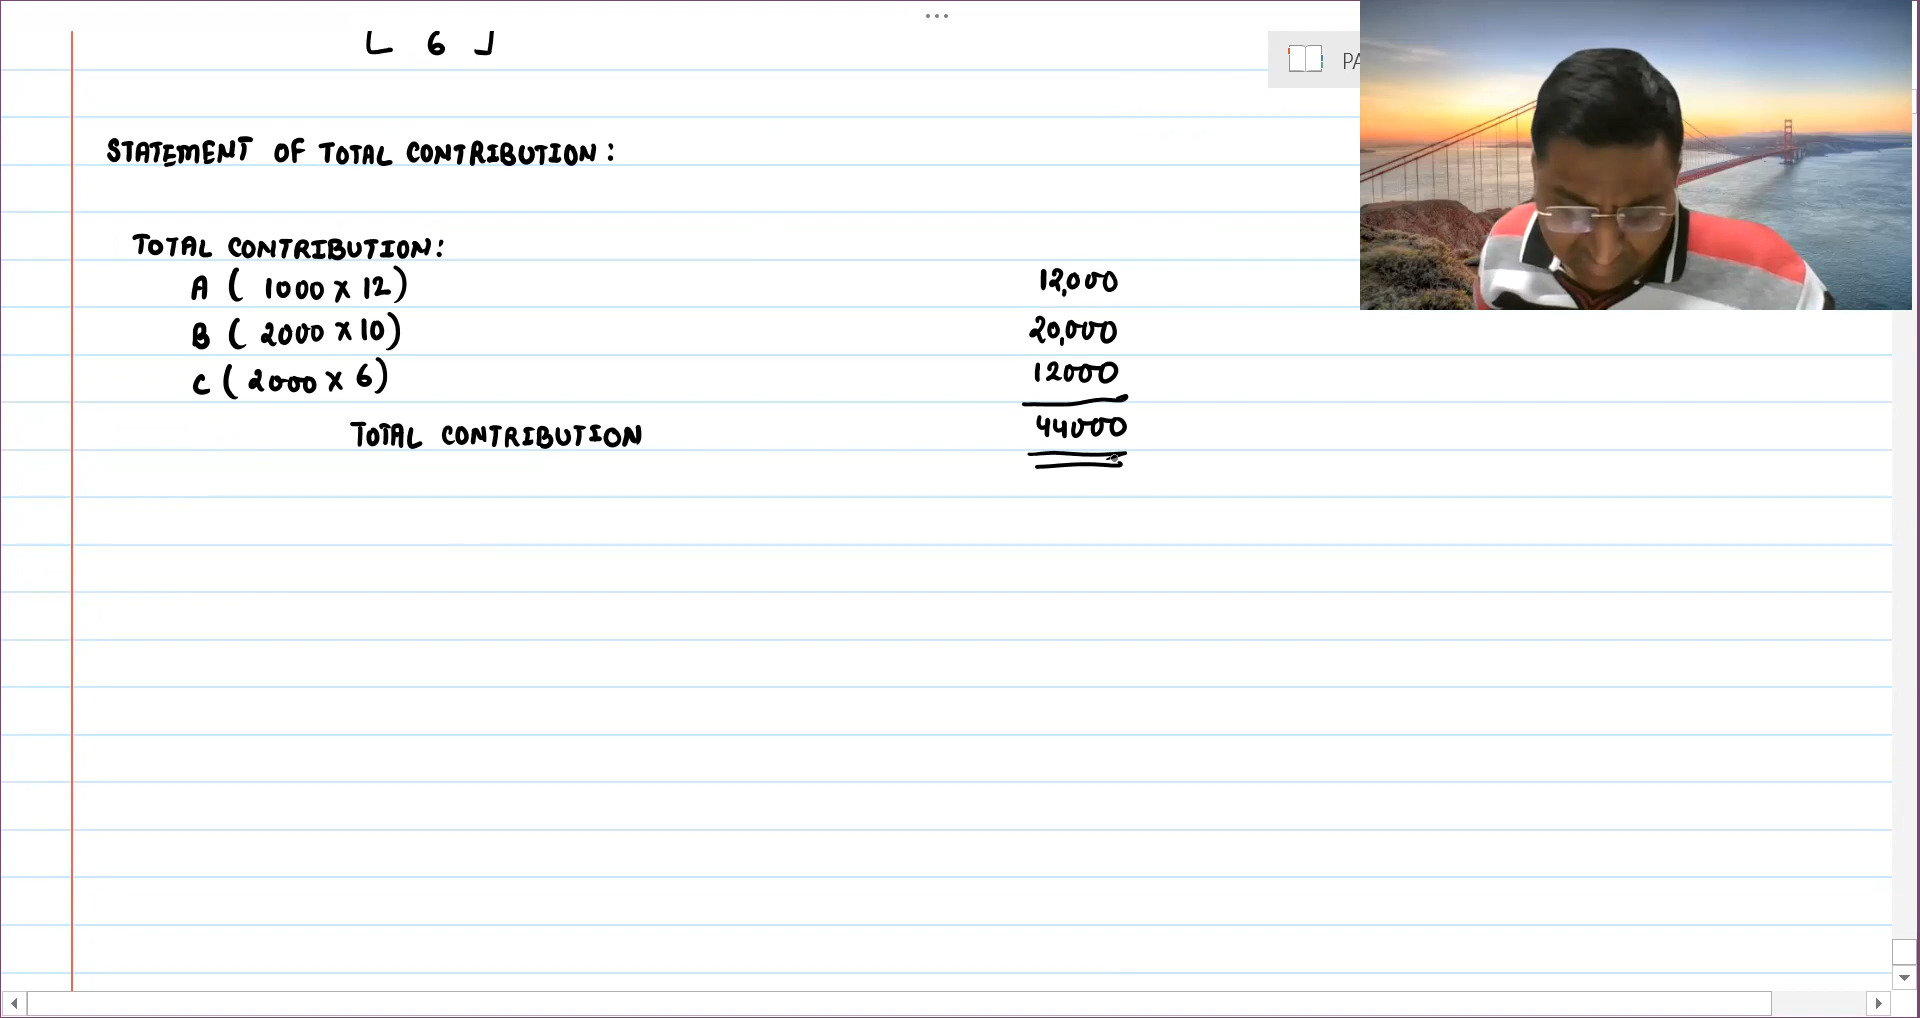 6
PA
STATEMENT OF TOTAL CONTRIBUTION:
TOTAL CONTRIBUTION:
A ( 1000 x 12) 12,000
B ( 2000 x 10) 20,000
C ( 2000 x 6) 12000
TOTAL CONTRIBUTION 44000